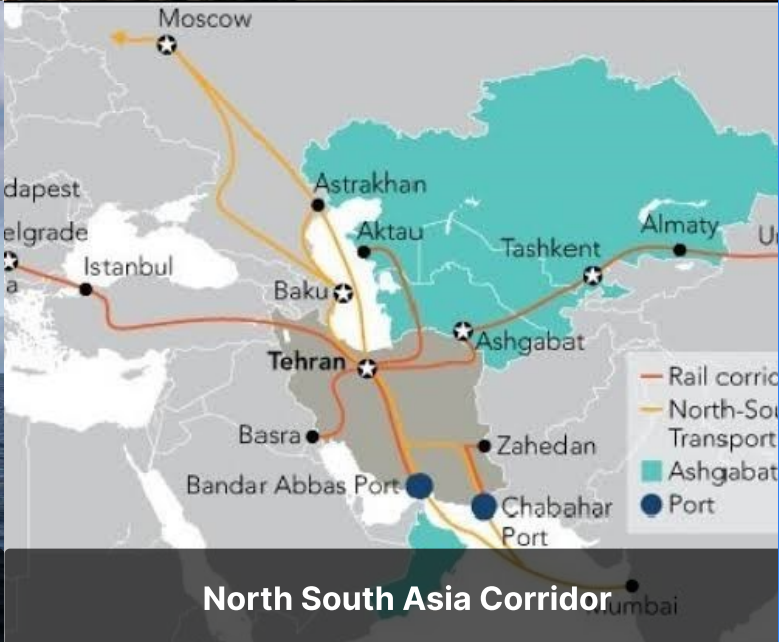 Moscow
Astrakhan
dapest
elgrade
Aktau
Almaty
Tashkent
U
Istanbul
a
Baku
Ashgabat
Tehran
Rail corric
North-Sou
Transport
Ashgabat
Port
Basra
Zahedan
Bandar Abbas Port
Chabahar
Port
North South Asia Corridor
Mumbai